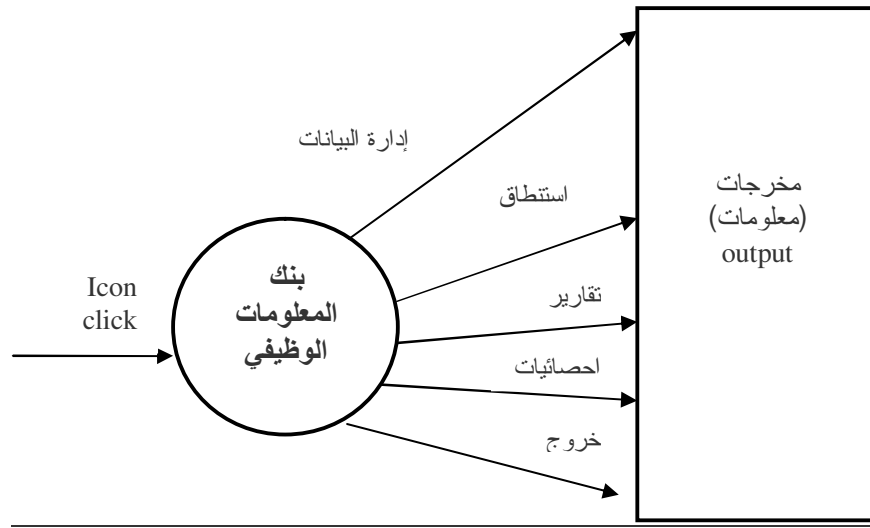 إدارة البيانات
استنطاق
مخرجات
(معلومات)
output
بنك
المعلومات
الوظيفي
Icon
click
تقارير
احصائيات
خروج